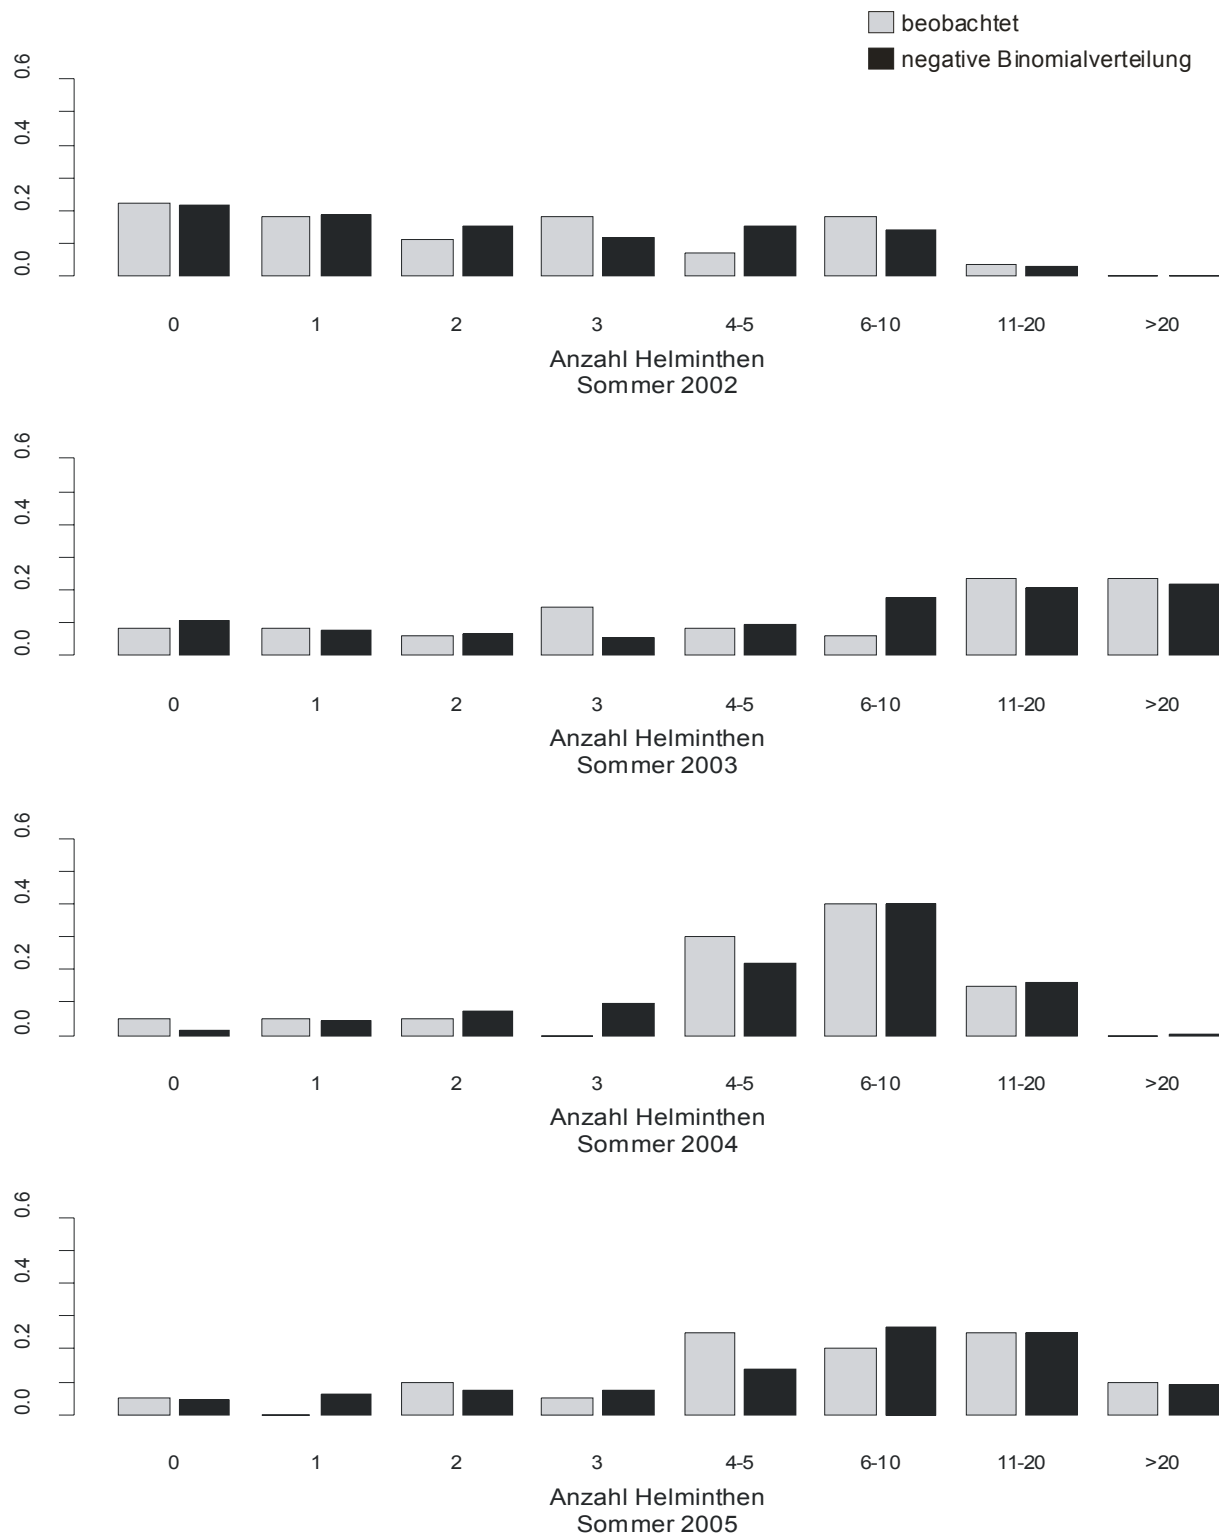 beobachtet
negative Binomialverteilung
0.0 0.2 0.4 0.6
0 1 2 3 4-5 6-10 11-20 >20
Anzahl Helminthen
Sommer 2002
0.0 0.2 0.4 0.6
0 1 2 3 4-5 6-10 11-20 >20
Anzahl Helminthen
Sommer 2003
0.0 0.2 0.4 0.6
0 1 2 3 4-5 6-10 11-20 >20
Anzahl Helminthen
Sommer 2004
0.0 0.2 0.4 0.6
0 1 2 3 4-5 6-10 11-20 >20
Anzahl Helminthen
Sommer 2005